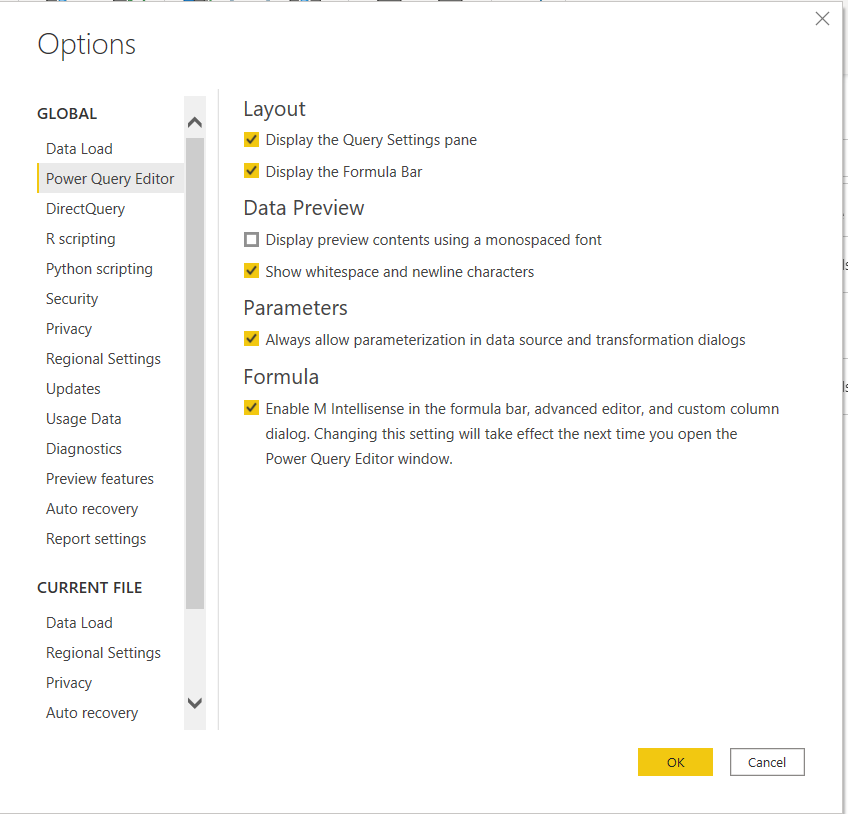 Options
GLOBAL
Data Load
Power Query Editor
DirectQuery
R scripting
Python scripting
Security
Privacy
Regional Settings
Updates
Usage Data
Diagnostics
Preview features
Auto recovery
Report settings
CURRENT FILE
Data Load
Regional Settings
Privacy
Auto recovery
Layout
Display the Query Settings pane
Display the Formula Bar
Data Preview
Display preview contents using a monospaced font
Show whitespace and newline characters
Parameters
Always allow parameterization in data source and transformation dialogs
Formula
Enable M Intellisense in the formula bar, advanced editor, and custom column
dialog. Changing this setting will take effect the next time you open the
Power Query Editor window.
OK
Cancel